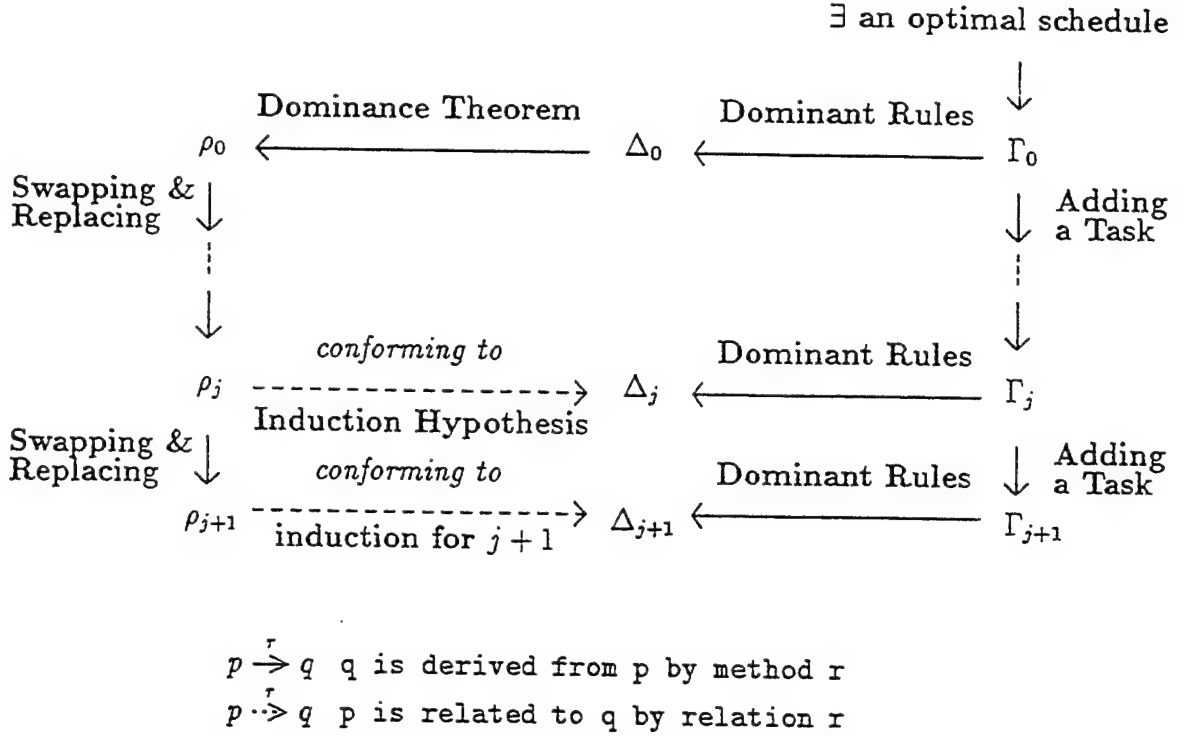 ∃ an optimal schedule
Dominance Theorem Dominant Rules
ρ₀ Δ₀ Γ₀
Swapping & Replacing
Adding a Task
conforming to Dominant Rules
ρⱼ Δⱼ Γⱼ
Induction Hypothesis
Swapping & Replacing
Adding a Task
conforming to Dominant Rules
ρⱼ₊₁ Δⱼ₊₁ Γⱼ₊₁
induction for j + 1
p →^r q q is derived from p by method r
p ⋯>^r q p is related to q by relation r